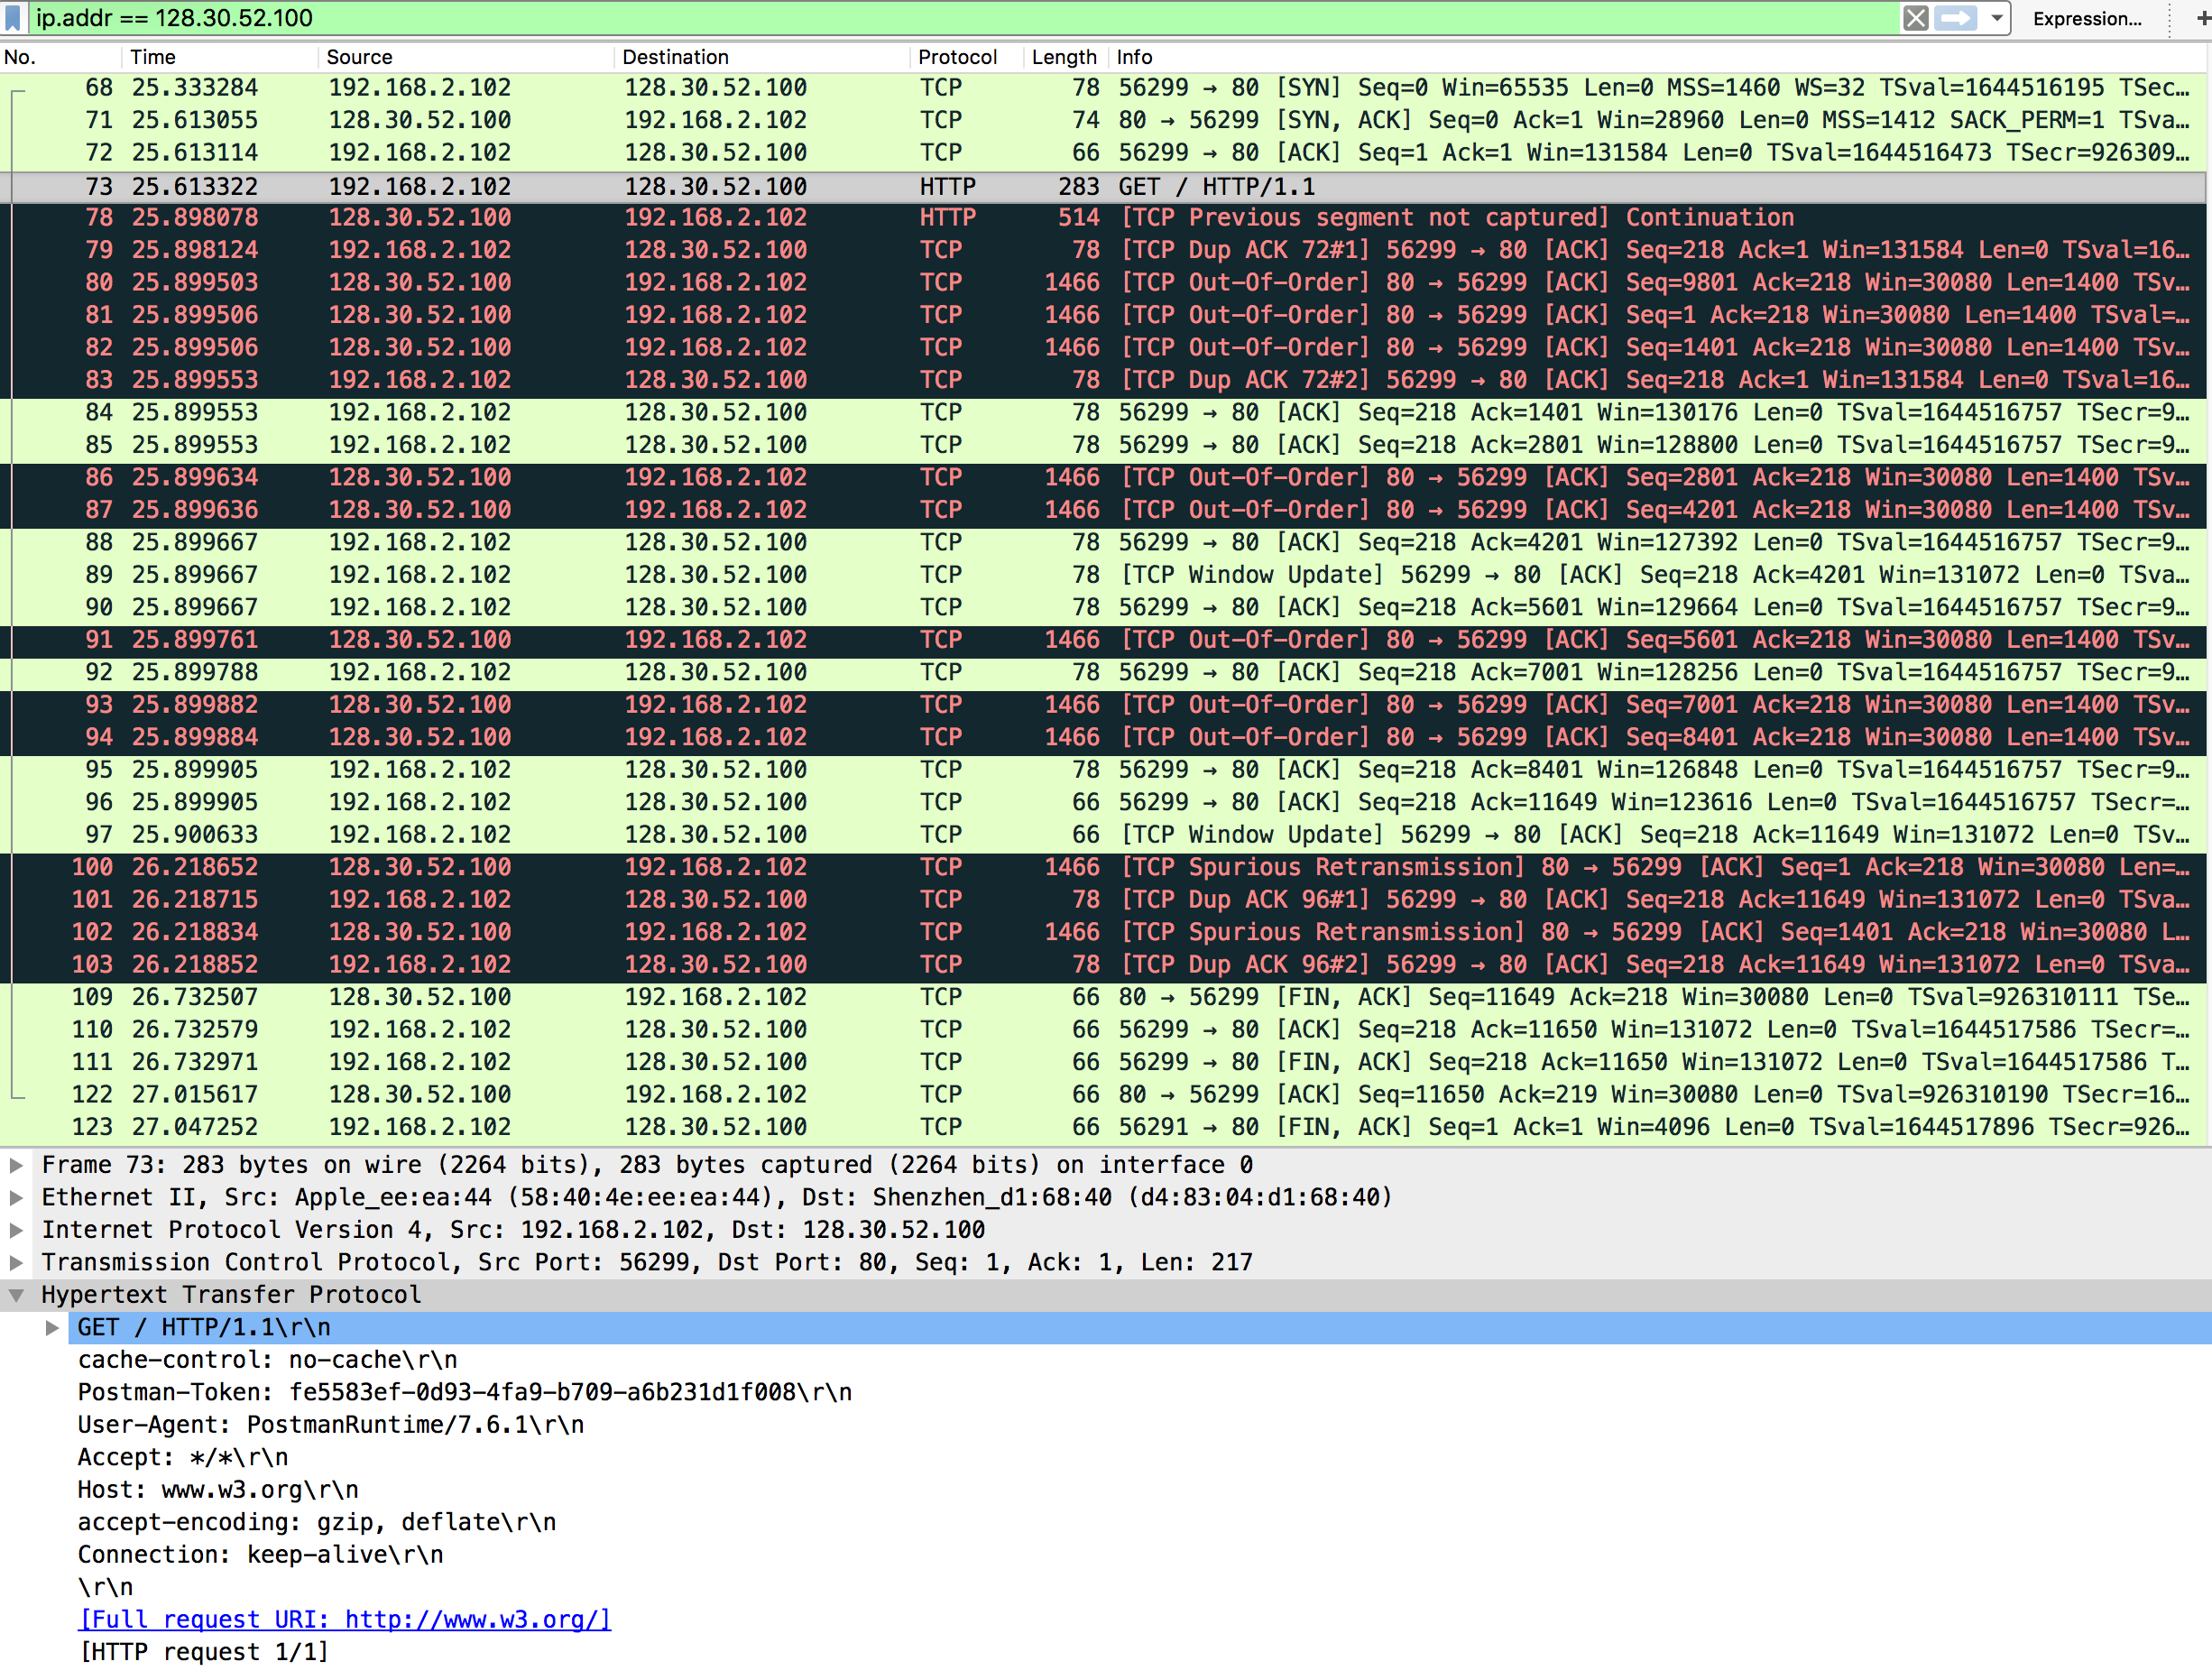 ip.addr == 128.30.52.100 Expression... +
No. Time Source Destination Protocol Length Info
68 25.333284 192.168.2.102 128.30.52.100 TCP 78 56299 → 80 [SYN] Seq=0 Win=65535 Len=0 MSS=1460 WS=32 TSval=1644516195 TSec…
71 25.613055 128.30.52.100 192.168.2.102 TCP 74 80 → 56299 [SYN, ACK] Seq=0 Ack=1 Win=28960 Len=0 MSS=1412 SACK_PERM=1 TSva…
72 25.613114 192.168.2.102 128.30.52.100 TCP 66 56299 → 80 [ACK] Seq=1 Ack=1 Win=131584 Len=0 TSval=1644516473 TSecr=926309…
73 25.613322 192.168.2.102 128.30.52.100 HTTP 283 GET / HTTP/1.1
78 25.898078 128.30.52.100 192.168.2.102 HTTP 514 [TCP Previous segment not captured] Continuation
79 25.898124 192.168.2.102 128.30.52.100 TCP 78 [TCP Dup ACK 72#1] 56299 → 80 [ACK] Seq=218 Ack=1 Win=131584 Len=0 TSval=16…
80 25.899503 128.30.52.100 192.168.2.102 TCP 1466 [TCP Out-Of-Order] 80 → 56299 [ACK] Seq=9801 Ack=218 Win=30080 Len=1400 TSv…
81 25.899506 128.30.52.100 192.168.2.102 TCP 1466 [TCP Out-Of-Order] 80 → 56299 [ACK] Seq=1 Ack=218 Win=30080 Len=1400 TSval=…
82 25.899506 128.30.52.100 192.168.2.102 TCP 1466 [TCP Out-Of-Order] 80 → 56299 [ACK] Seq=1401 Ack=218 Win=30080 Len=1400 TSv…
83 25.899553 192.168.2.102 128.30.52.100 TCP 78 [TCP Dup ACK 72#2] 56299 → 80 [ACK] Seq=218 Ack=1 Win=131584 Len=0 TSval=16…
84 25.899553 192.168.2.102 128.30.52.100 TCP 78 56299 → 80 [ACK] Seq=218 Ack=1401 Win=130176 Len=0 TSval=1644516757 TSecr=9…
85 25.899553 192.168.2.102 128.30.52.100 TCP 78 56299 → 80 [ACK] Seq=218 Ack=2801 Win=128800 Len=0 TSval=1644516757 TSecr=9…
86 25.899634 128.30.52.100 192.168.2.102 TCP 1466 [TCP Out-Of-Order] 80 → 56299 [ACK] Seq=2801 Ack=218 Win=30080 Len=1400 TSv…
87 25.899636 128.30.52.100 192.168.2.102 TCP 1466 [TCP Out-Of-Order] 80 → 56299 [ACK] Seq=4201 Ack=218 Win=30080 Len=1400 TSv…
88 25.899667 192.168.2.102 128.30.52.100 TCP 78 56299 → 80 [ACK] Seq=218 Ack=4201 Win=127392 Len=0 TSval=1644516757 TSecr=9…
89 25.899667 192.168.2.102 128.30.52.100 TCP 78 [TCP Window Update] 56299 → 80 [ACK] Seq=218 Ack=4201 Win=131072 Len=0 TSva…
90 25.899667 192.168.2.102 128.30.52.100 TCP 78 56299 → 80 [ACK] Seq=218 Ack=5601 Win=129664 Len=0 TSval=1644516757 TSecr=9…
91 25.899761 128.30.52.100 192.168.2.102 TCP 1466 [TCP Out-Of-Order] 80 → 56299 [ACK] Seq=5601 Ack=218 Win=30080 Len=1400 TSv…
92 25.899788 192.168.2.102 128.30.52.100 TCP 78 56299 → 80 [ACK] Seq=218 Ack=7001 Win=128256 Len=0 TSval=1644516757 TSecr=9…
93 25.899882 128.30.52.100 192.168.2.102 TCP 1466 [TCP Out-Of-Order] 80 → 56299 [ACK] Seq=7001 Ack=218 Win=30080 Len=1400 TSv…
94 25.899884 128.30.52.100 192.168.2.102 TCP 1466 [TCP Out-Of-Order] 80 → 56299 [ACK] Seq=8401 Ack=218 Win=30080 Len=1400 TSv…
95 25.899905 192.168.2.102 128.30.52.100 TCP 78 56299 → 80 [ACK] Seq=218 Ack=8401 Win=126848 Len=0 TSval=1644516757 TSecr=9…
96 25.899905 192.168.2.102 128.30.52.100 TCP 66 56299 → 80 [ACK] Seq=218 Ack=11649 Win=123616 Len=0 TSval=1644516757 TSecr=…
97 25.900633 192.168.2.102 128.30.52.100 TCP 66 [TCP Window Update] 56299 → 80 [ACK] Seq=218 Ack=11649 Win=131072 Len=0 TSv…
100 26.218652 128.30.52.100 192.168.2.102 TCP 1466 [TCP Spurious Retransmission] 80 → 56299 [ACK] Seq=1 Ack=218 Win=30080 Len=…
101 26.218715 192.168.2.102 128.30.52.100 TCP 78 [TCP Dup ACK 96#1] 56299 → 80 [ACK] Seq=218 Ack=11649 Win=131072 Len=0 TSva…
102 26.218834 128.30.52.100 192.168.2.102 TCP 1466 [TCP Spurious Retransmission] 80 → 56299 [ACK] Seq=1401 Ack=218 Win=30080 L…
103 26.218852 192.168.2.102 128.30.52.100 TCP 78 [TCP Dup ACK 96#2] 56299 → 80 [ACK] Seq=218 Ack=11649 Win=131072 Len=0 TSva…
109 26.732507 128.30.52.100 192.168.2.102 TCP 66 80 → 56299 [FIN, ACK] Seq=11649 Ack=218 Win=30080 Len=0 TSval=926310111 TSe…
110 26.732579 192.168.2.102 128.30.52.100 TCP 66 56299 → 80 [ACK] Seq=218 Ack=11650 Win=131072 Len=0 TSval=1644517586 TSecr=…
111 26.732971 192.168.2.102 128.30.52.100 TCP 66 56299 → 80 [FIN, ACK] Seq=218 Ack=11650 Win=131072 Len=0 TSval=1644517586 T…
122 27.015617 128.30.52.100 192.168.2.102 TCP 66 80 → 56299 [ACK] Seq=11650 Ack=219 Win=30080 Len=0 TSval=926310190 TSecr=16…
123 27.047252 192.168.2.102 128.30.52.100 TCP 66 56291 → 80 [FIN, ACK] Seq=1 Ack=1 Win=4096 Len=0 TSval=1644517896 TSecr=926…
Frame 73: 283 bytes on wire (2264 bits), 283 bytes captured (2264 bits) on interface 0
Ethernet II, Src: Apple_ee:ea:44 (58:40:4e:ee:ea:44), Dst: Shenzhen_d1:68:40 (d4:83:04:d1:68:40)
Internet Protocol Version 4, Src: 192.168.2.102, Dst: 128.30.52.100
Transmission Control Protocol, Src Port: 56299, Dst Port: 80, Seq: 1, Ack: 1, Len: 217
Hypertext Transfer Protocol
GET / HTTP/1.1\r\n
cache-control: no-cache\r\n
Postman-Token: fe5583ef-0d93-4fa9-b709-a6b231d1f008\r\n
User-Agent: PostmanRuntime/7.6.1\r\n
Accept: */*\r\n
Host: www.w3.org\r\n
accept-encoding: gzip, deflate\r\n
Connection: keep-alive\r\n
\r\n
[Full request URI: http://www.w3.org/]
[HTTP request 1/1]